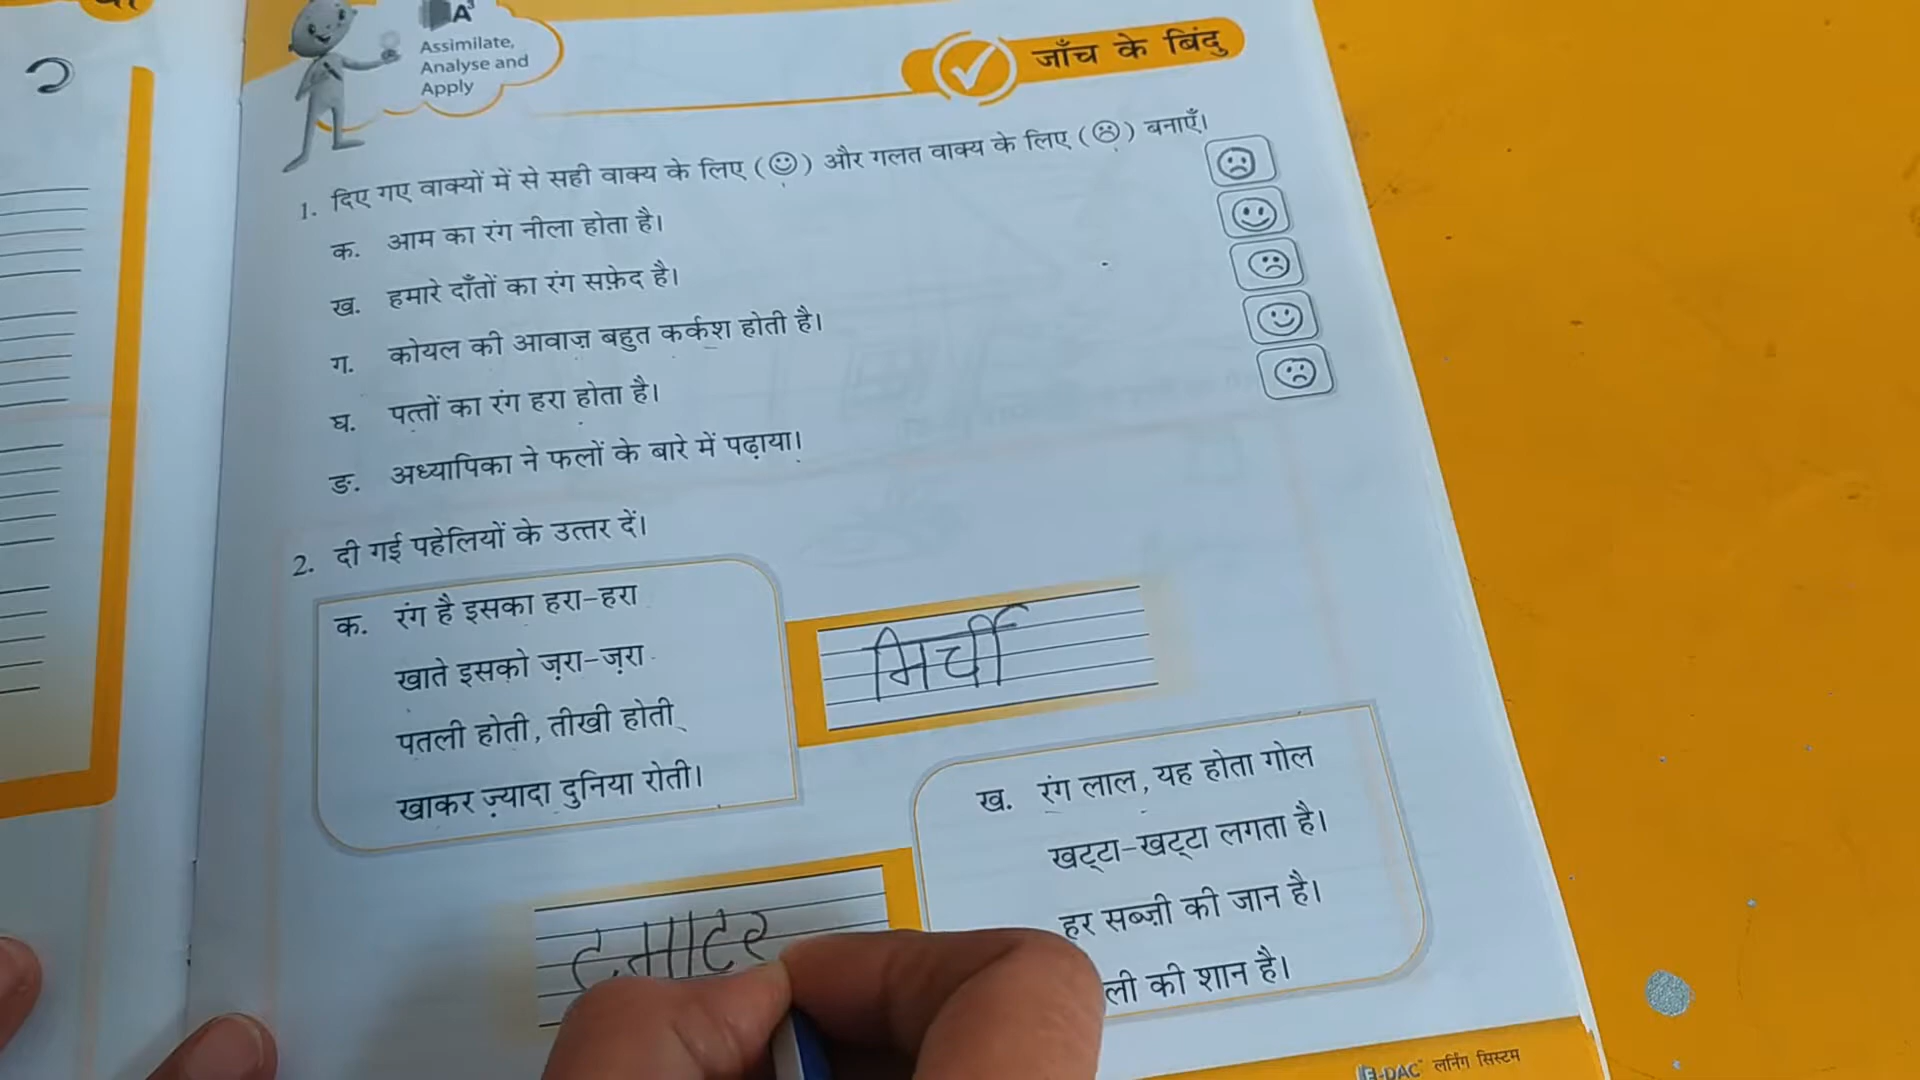 A³
Assimilate,
Analyse and
Apply
जाँच के बिंदु
1. दिए गए वाक्यों में से सही वाक्य के लिए (☺) और गलत वाक्य के लिए (☹) बनाएँ।
क. आम का रंग नीला होता है।
ख. हमारे दाँतों का रंग सफ़ेद है।
ग. कोयल की आवाज़ बहुत कर्कश होती है।
घ. पत्तों का रंग हरा होता है।
ङ. अध्यापिका ने फलों के बारे में पढ़ाया।
2. दी गई पहेलियों के उत्तर दें।
क. रंग है इसका हरा-हरा
खाते इसको ज़रा-ज़रा
पतली होती, तीखी होती
खाकर ज़्यादा दुनिया रोती।
मिर्ची
ख. रंग लाल, यह होता गोल
खट्टा-खट्टा लगता है।
हर सब्ज़ी की जान है।
की शान है।
टमाटर
E-DAC लर्निंग सिस्टम